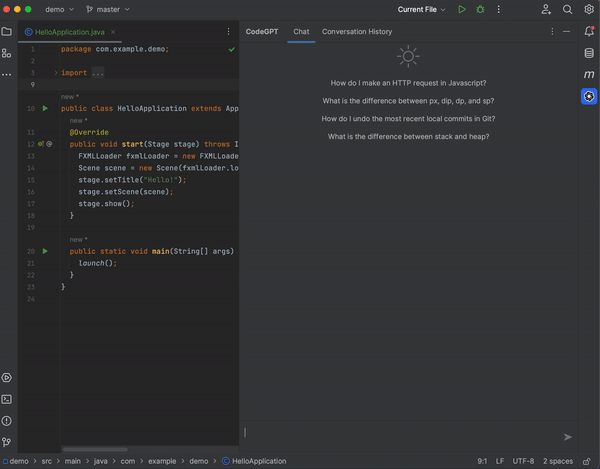 demo master Current File
HelloApplication.java
CodeGPT Chat Conversation History
1 package com.example.demo;
2
3 import ...
9
new *
10 public class HelloApplication extends App
new *
11 @Override
12 public void start(Stage stage) throws I
13 FXMLLoader fxmlLoader = new FXMLLoade
14 Scene scene = new Scene(fxmlLoader.lo
15 stage.setTitle("Hello!");
16 stage.setScene(scene);
17 stage.show();
18 }
19
new *
20 public static void main(String[] args)
21 launch();
22 }
23 }
24
How do I make an HTTP request in Javascript?
What is the difference between px, dip, dp, and sp?
How do I undo the most recent local commits in Git?
What is the difference between stack and heap?
m
demo > src > main > java > com > example > demo > HelloApplication 9:1 LF UTF-8 2 spaces